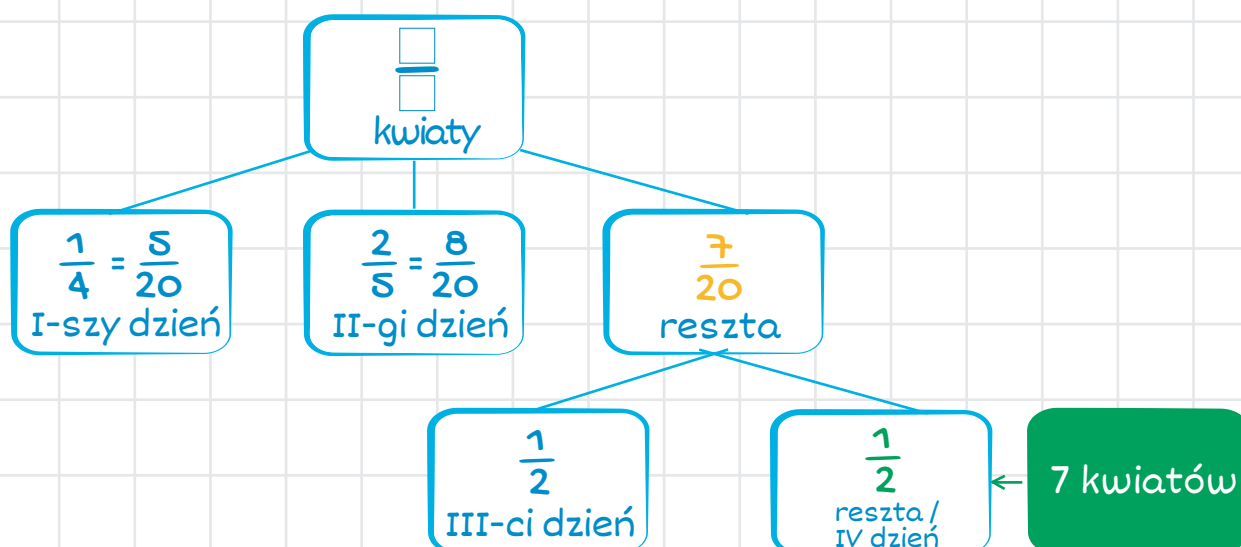 kwiaty
1/4 = 5/20
I-szy dzień
2/5 = 8/20
II-gi dzień
7/20
reszta
1/2
III-ci dzień
1/2
reszta /
IV dzień
7 kwiatów